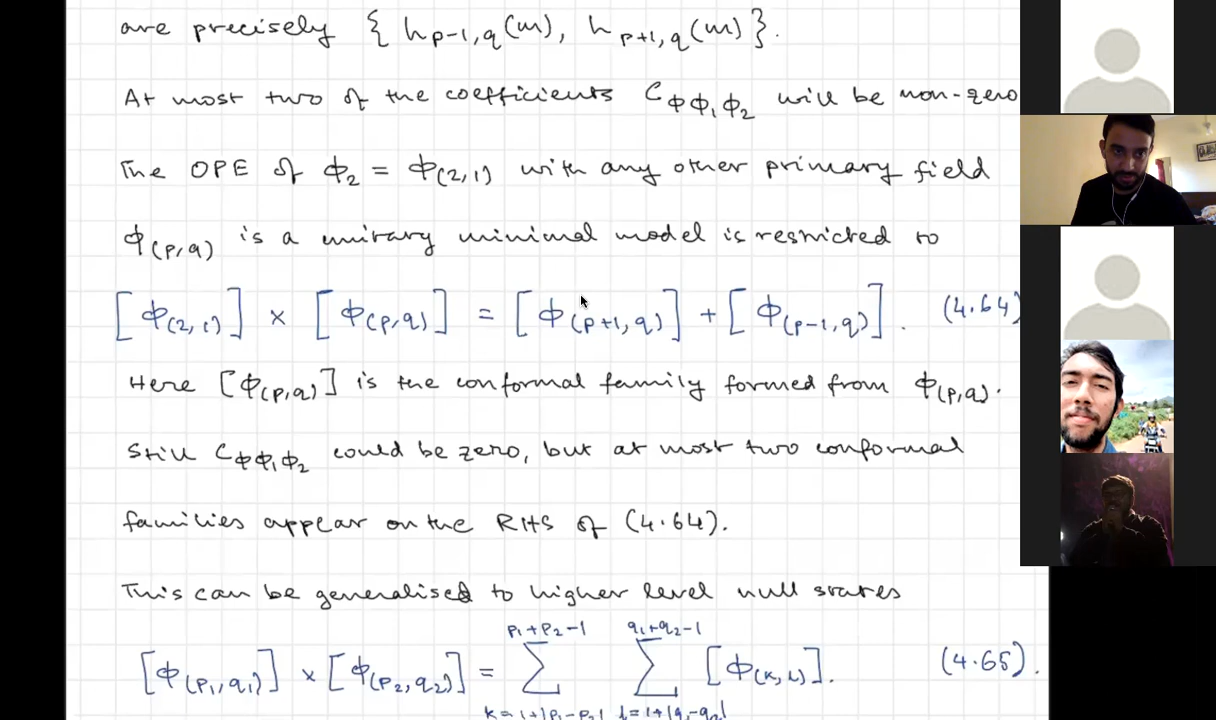 are precisely { h_{p-1,q}(m), h_{p+1,q}(m) }.
At most two of the coefficients C_{ΦΦ₁Φ₂} will be non-zero
The OPE of Φ₂ = Φ_{(2,1)} with any other primary field
Φ_{(p,q)} is a unitary minimal model is restricted to
[Φ_{(2,1)}] × [Φ_{(p,q)}] = [Φ_{(p+1,q)}] + [Φ_{(p-1,q)}]. (4.64)
Here [Φ_{(p,q)}] is the conformal family formed from Φ_{(p,q)}.
Still C_{ΦΦ₁Φ₂} could be zero, but at most two conformal
families appear on the RHS of (4.64).
This can be generalised to higher level null states
[Φ_{(p₁,q₁)}] × [Φ_{(p₂,q₂)}] = ∑_{k=1+|p₁-p₂|}^{p₁+p₂-1} ∑_{l=1+|q₁-q₂|}^{q₁+q₂-1} [Φ_{(k,l)}]. (4.65).